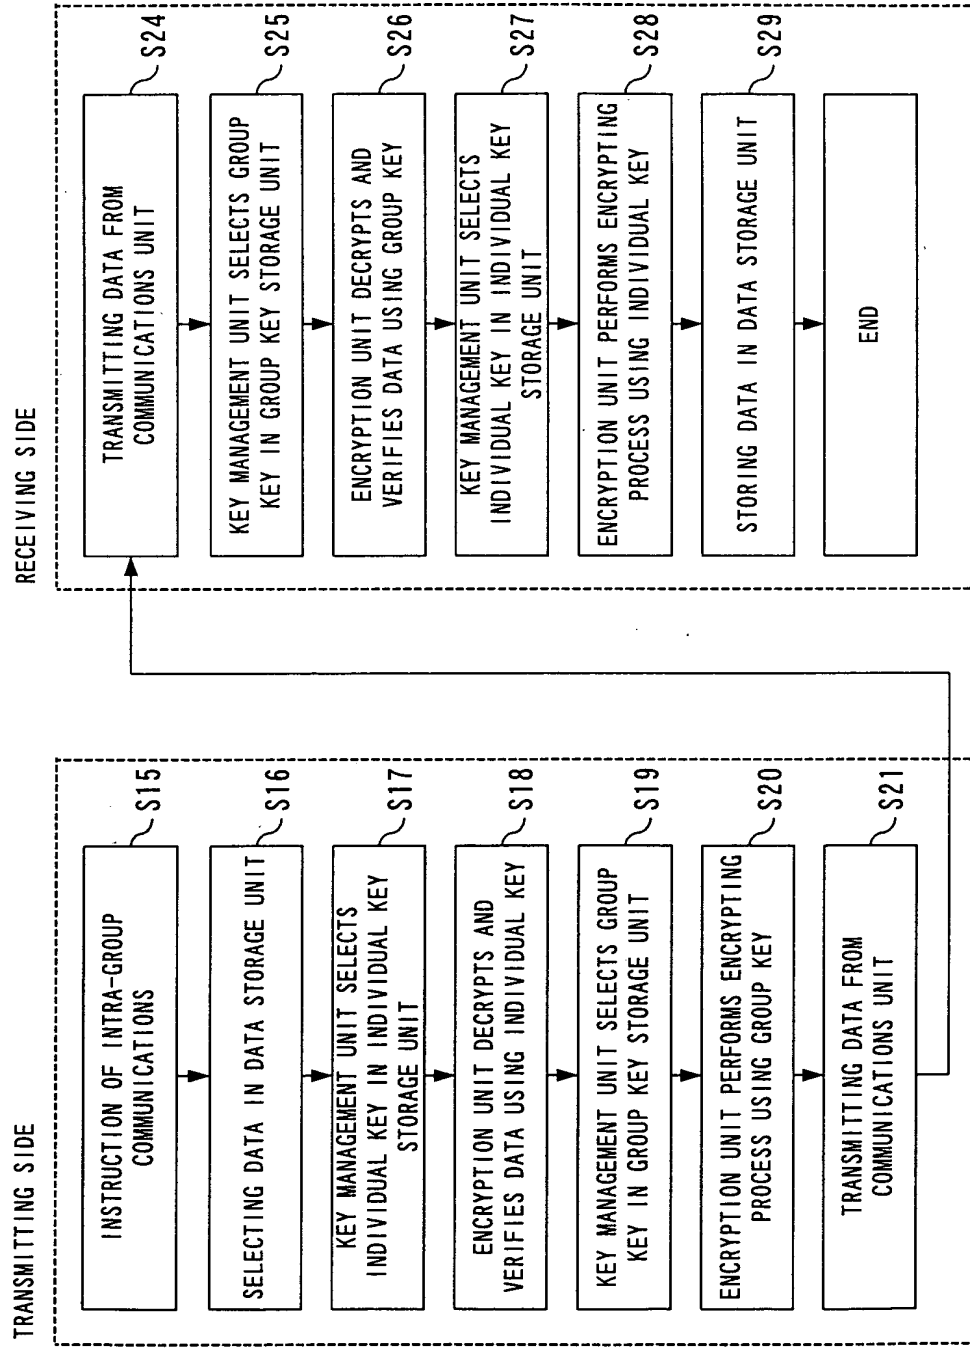 TRANSMITTING SIDE
INSTRUCTION OF INTRA-GROUP
COMMUNICATIONS
S15
SELECTING DATA IN DATA STORAGE UNIT
S16
KEY MANAGEMENT UNIT SELECTS
INDIVIDUAL KEY IN INDIVIDUAL KEY
STORAGE UNIT
S17
ENCRYPTION UNIT DECRYPTS AND
VERIFIES DATA USING INDIVIDUAL KEY
S18
KEY MANAGEMENT UNIT SELECTS GROUP
KEY IN GROUP KEY STORAGE UNIT
S19
ENCRYPTION UNIT PERFORMS ENCRYPTING
PROCESS USING GROUP KEY
S20
TRANSMITTING DATA FROM
COMMUNICATIONS UNIT
S21
RECEIVING SIDE
TRANSMITTING DATA FROM
COMMUNICATIONS UNIT
S24
KEY MANAGEMENT UNIT SELECTS GROUP
KEY IN GROUP KEY STORAGE UNIT
S25
ENCRYPTION UNIT DECRYPTS AND
VERIFIES DATA USING GROUP KEY
S26
KEY MANAGEMENT UNIT SELECTS
INDIVIDUAL KEY IN INDIVIDUAL KEY
STORAGE UNIT
S27
ENCRYPTION UNIT PERFORMS ENCRYPTING
PROCESS USING INDIVIDUAL KEY
S28
STORING DATA IN DATA STORAGE UNIT
S29
END